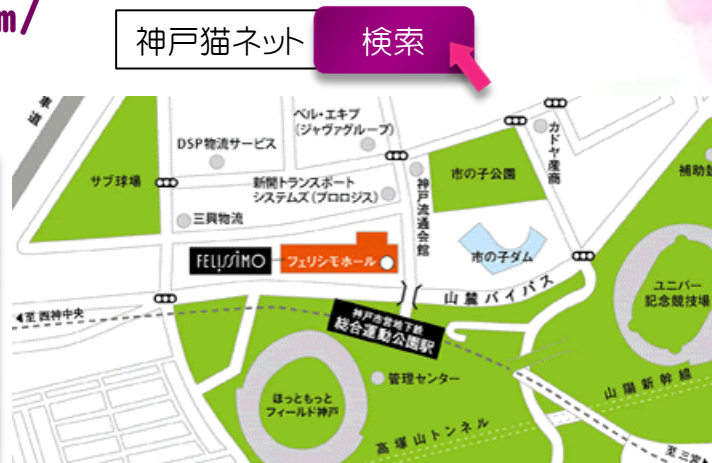 m/
神戸猫ネット
検索
車道
ベル・エキプ
(ジャヴァグループ)
DSP物流サービス
カドヤ産商
サブ球場
新開トランスポート
システムズ(プロロジス)
神戸流通会館
市の子公園
補助競
三興物流
FELISSIMO
フェリシモホール
市の子ダム
山麓バイパス
ユニバー
記念競技場
至西神中央
神戸市営地下鉄
総合運動公園駅
管理センター
ほっともっと
フィールド神戸
山陽新幹線
高塚山トンネル
至三宮